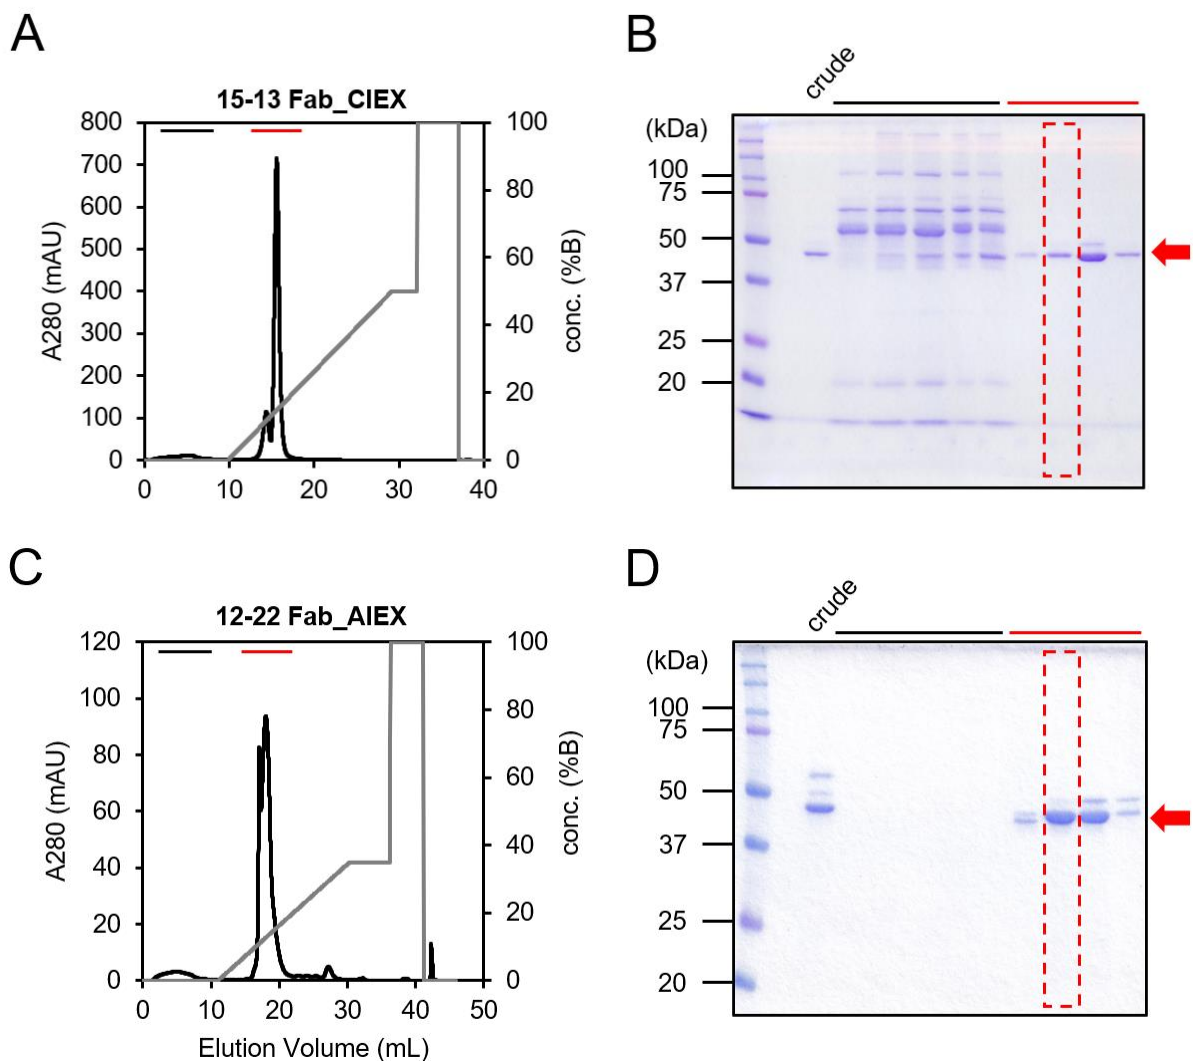 A
15-13 Fab_CIEX
800
700
600
500
400
300
200
100
0
A280 (mAU)
100
80
60
40
20
0
conc. (%B)
0 10 20 30 40
B
crude
(kDa)
100
75
50
37
25
20
C
12-22 Fab_AIEX
120
100
80
60
40
20
0
A280 (mAU)
100
80
60
40
20
0
conc. (%B)
0 10 20 30 40 50
Elution Volume (mL)
D
crude
(kDa)
100
75
50
37
25
20